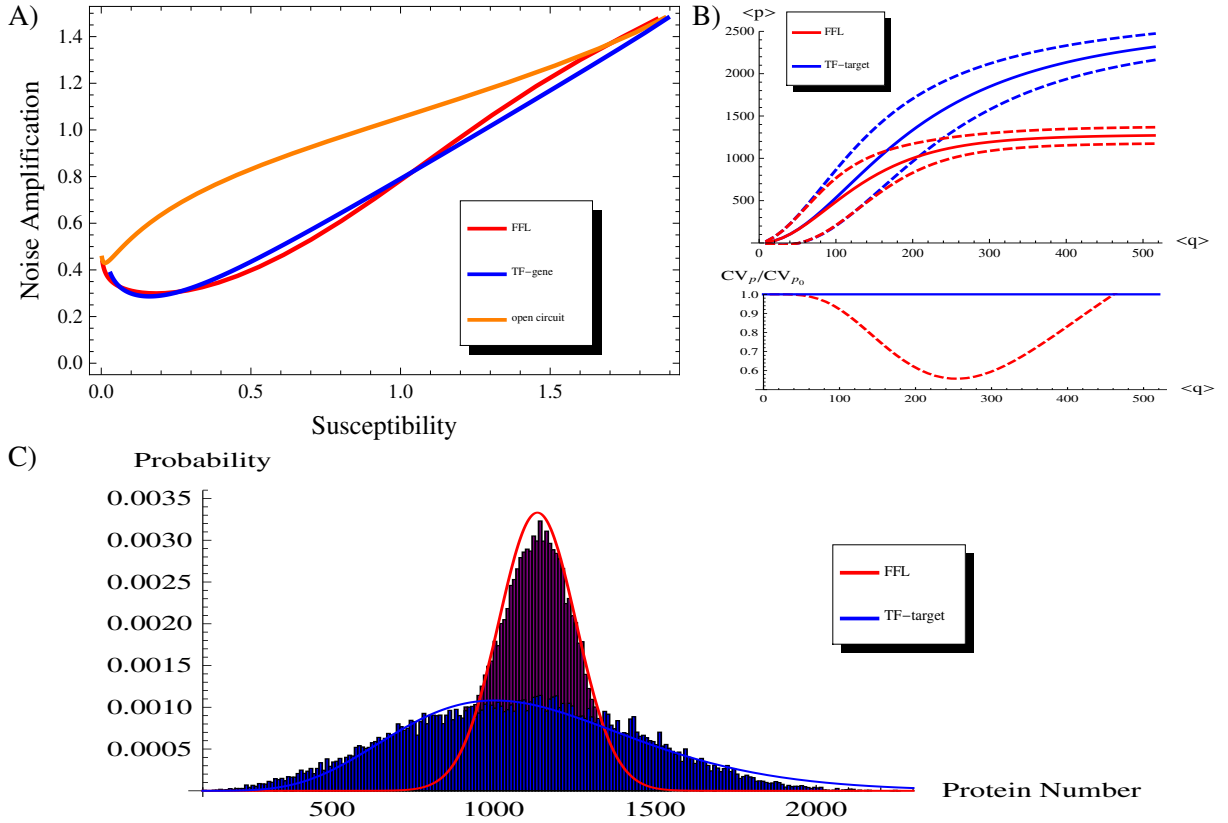 A)
1.4
1.2
1.0
0.8
0.6
0.4
0.2
0.0
Noise Amplification
0.0
0.5
1.0
1.5
Susceptibility
FFL
TF−gene
open circuit
B)
<p>
2500
2000
1500
1000
500
0
100
200
300
400
500
<q>
FFL
TF−target
CVp/CVp0
1.0
0.9
0.8
0.7
0.6
0
100
200
300
400
500
<q>
C)
Probability
0.0035
0.0030
0.0025
0.0020
0.0015
0.0010
0.0005
500
1000
1500
2000
Protein Number
FFL
TF−target